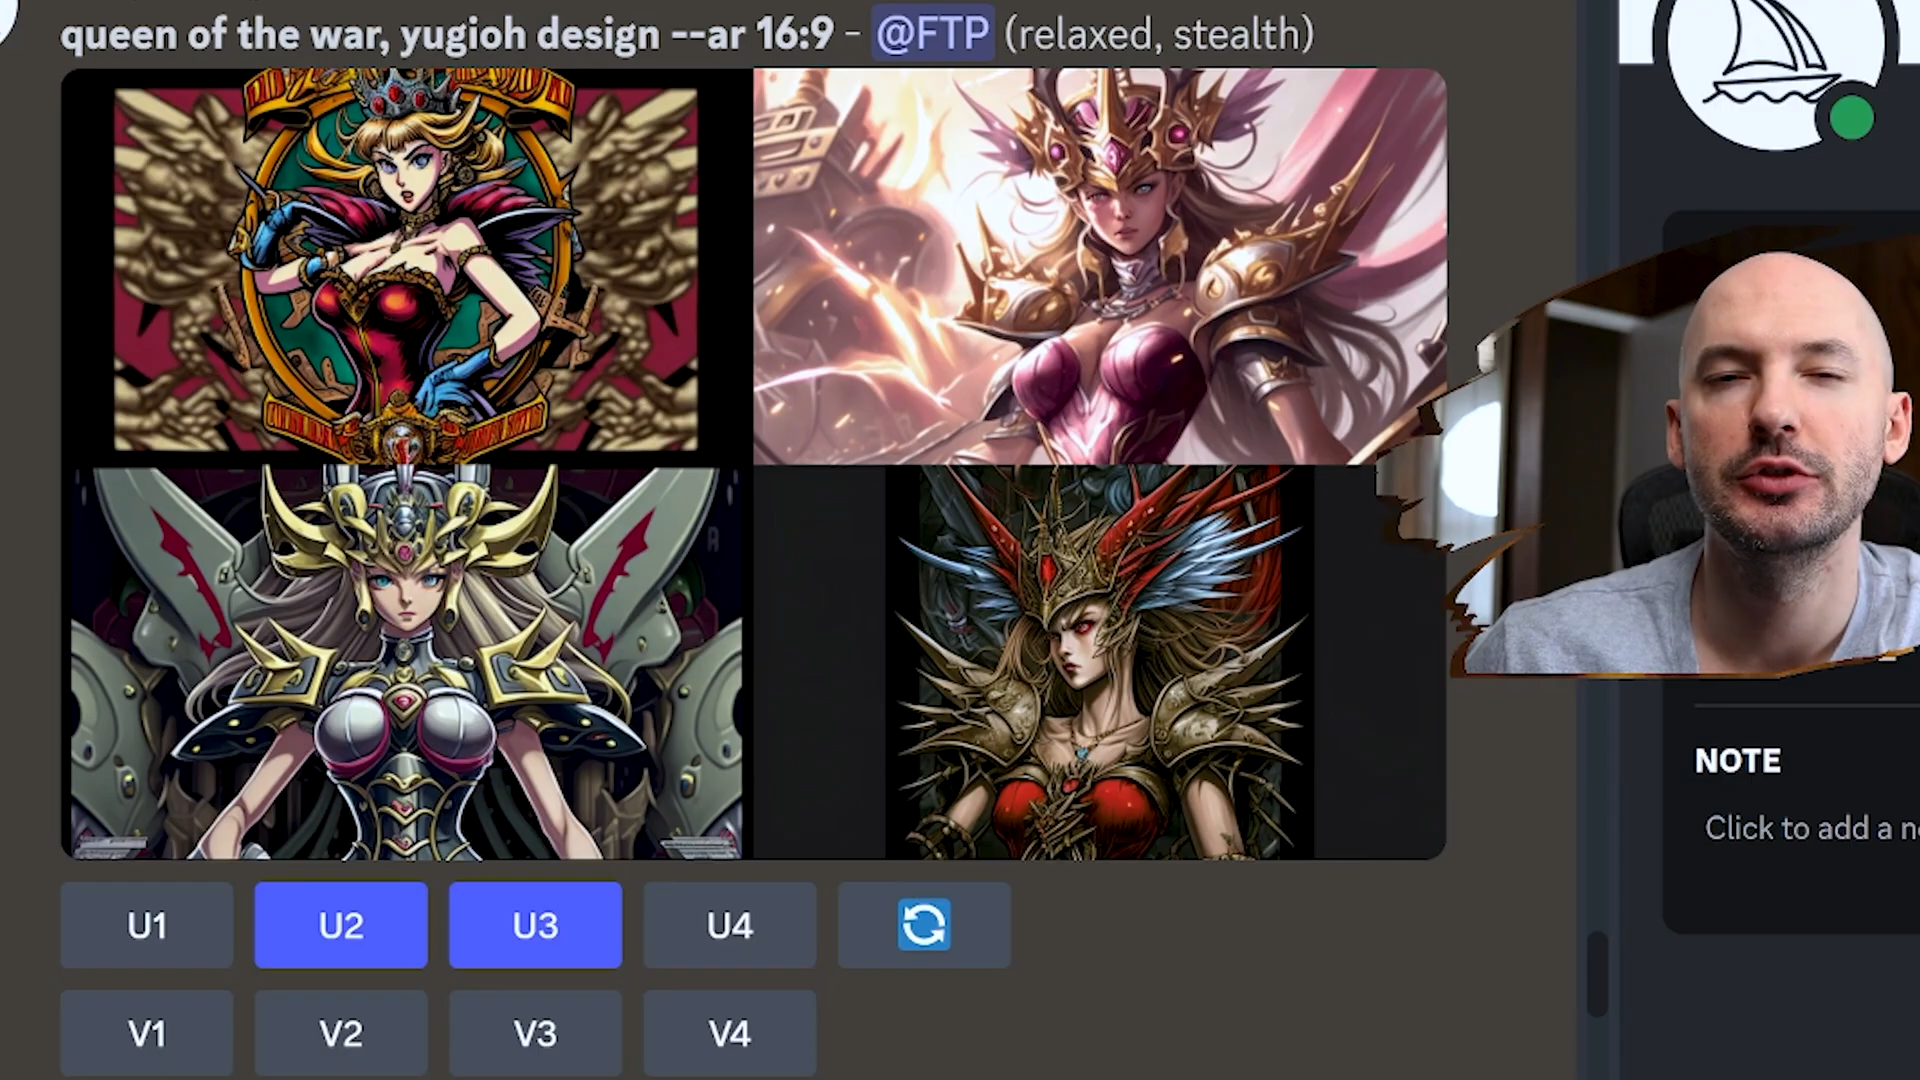 queen of the war, yugioh design --ar 16:9 - @FTP (relaxed, stealth)
U1 U2 U3 U4
V1 V2 V3 V4
NOTE
Click to add a